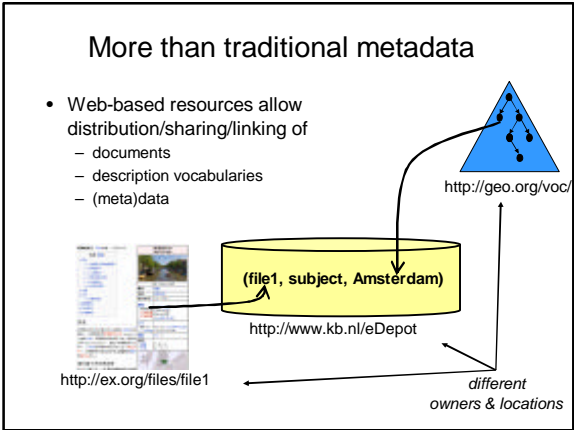 More than traditional metadata
• Web-based resources allow
distribution/sharing/linking of
– documents
– description vocabularies
– (meta)data
http://geo.org/voc/
(file1, subject, Amsterdam)
http://www.kb.nl/eDepot
http://ex.org/files/file1
different
owners & locations